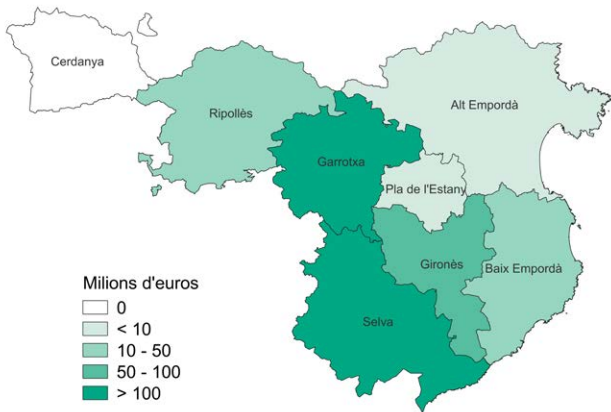 Cerdanya
Ripollès
Alt Empordà
Garrotxa
Pla de l'Estany
Gironès
Baix Empordà
Selva
Milions d'euros
0
< 10
10 - 50
50 - 100
> 100